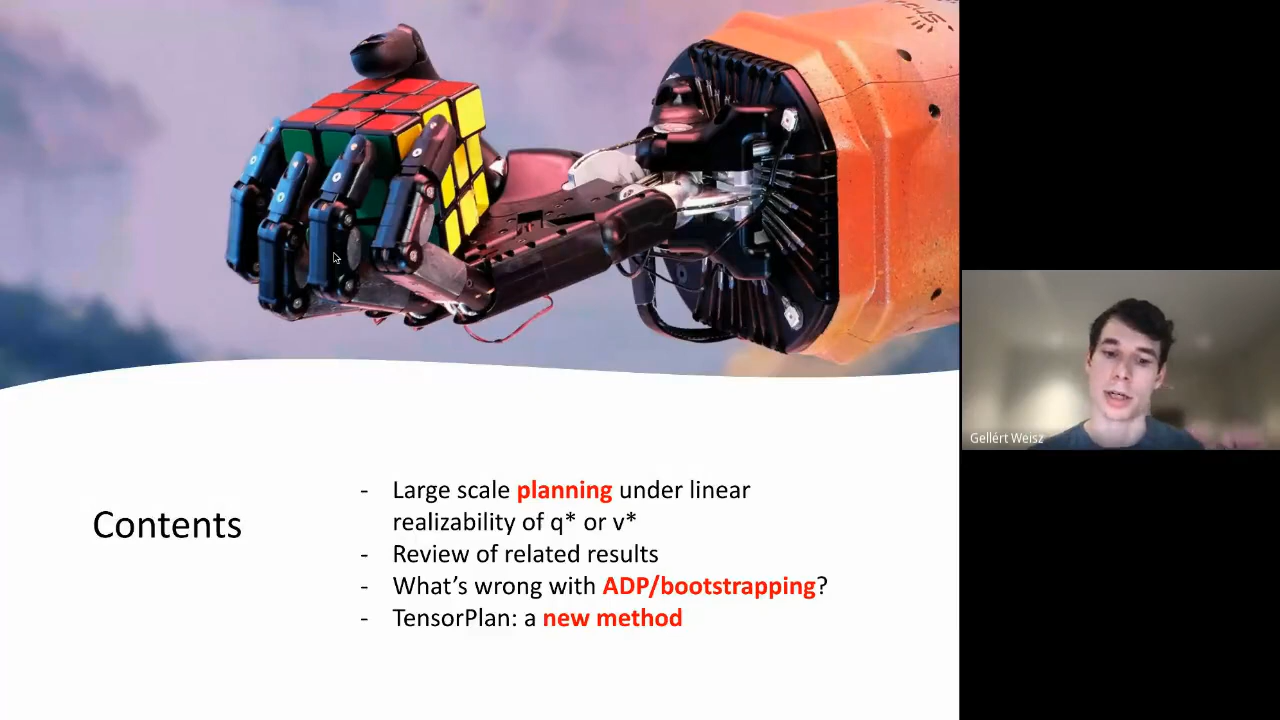 Contents
- Large scale planning under linear
realizability of q* or v*
- Review of related results
- What's wrong with ADP/bootstrapping?
- TensorPlan: a new method
Gellért Weisz